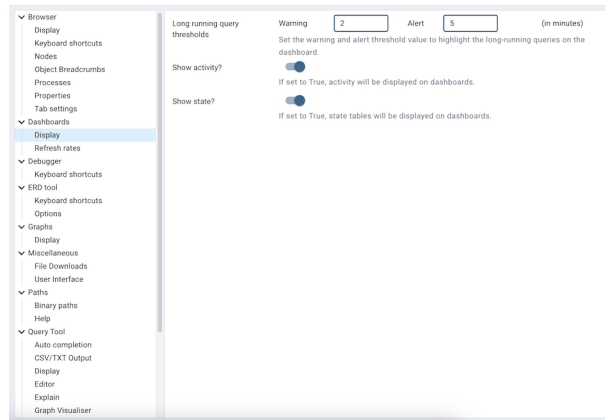 Browser
Display
Keyboard shortcuts
Nodes
Object Breadcrumbs
Processes
Properties
Tab settings
Dashboards
Display
Refresh rates
Debugger
Keyboard shortcuts
ERD tool
Keyboard shortcuts
Options
Graphs
Display
Miscellaneous
File Downloads
User Interface
Paths
Binary paths
Help
Query Tool
Auto completion
CSV/TXT Output
Display
Editor
Explain
Graph Visualiser
Long running query
thresholds
Warning 2 Alert 5 (in minutes)
Set the warning and alert threshold value to highlight the long-running queries on the
dashboard.
Show activity?
If set to True, activity will be displayed on dashboards.
Show state?
If set to True, state tables will be displayed on dashboards.